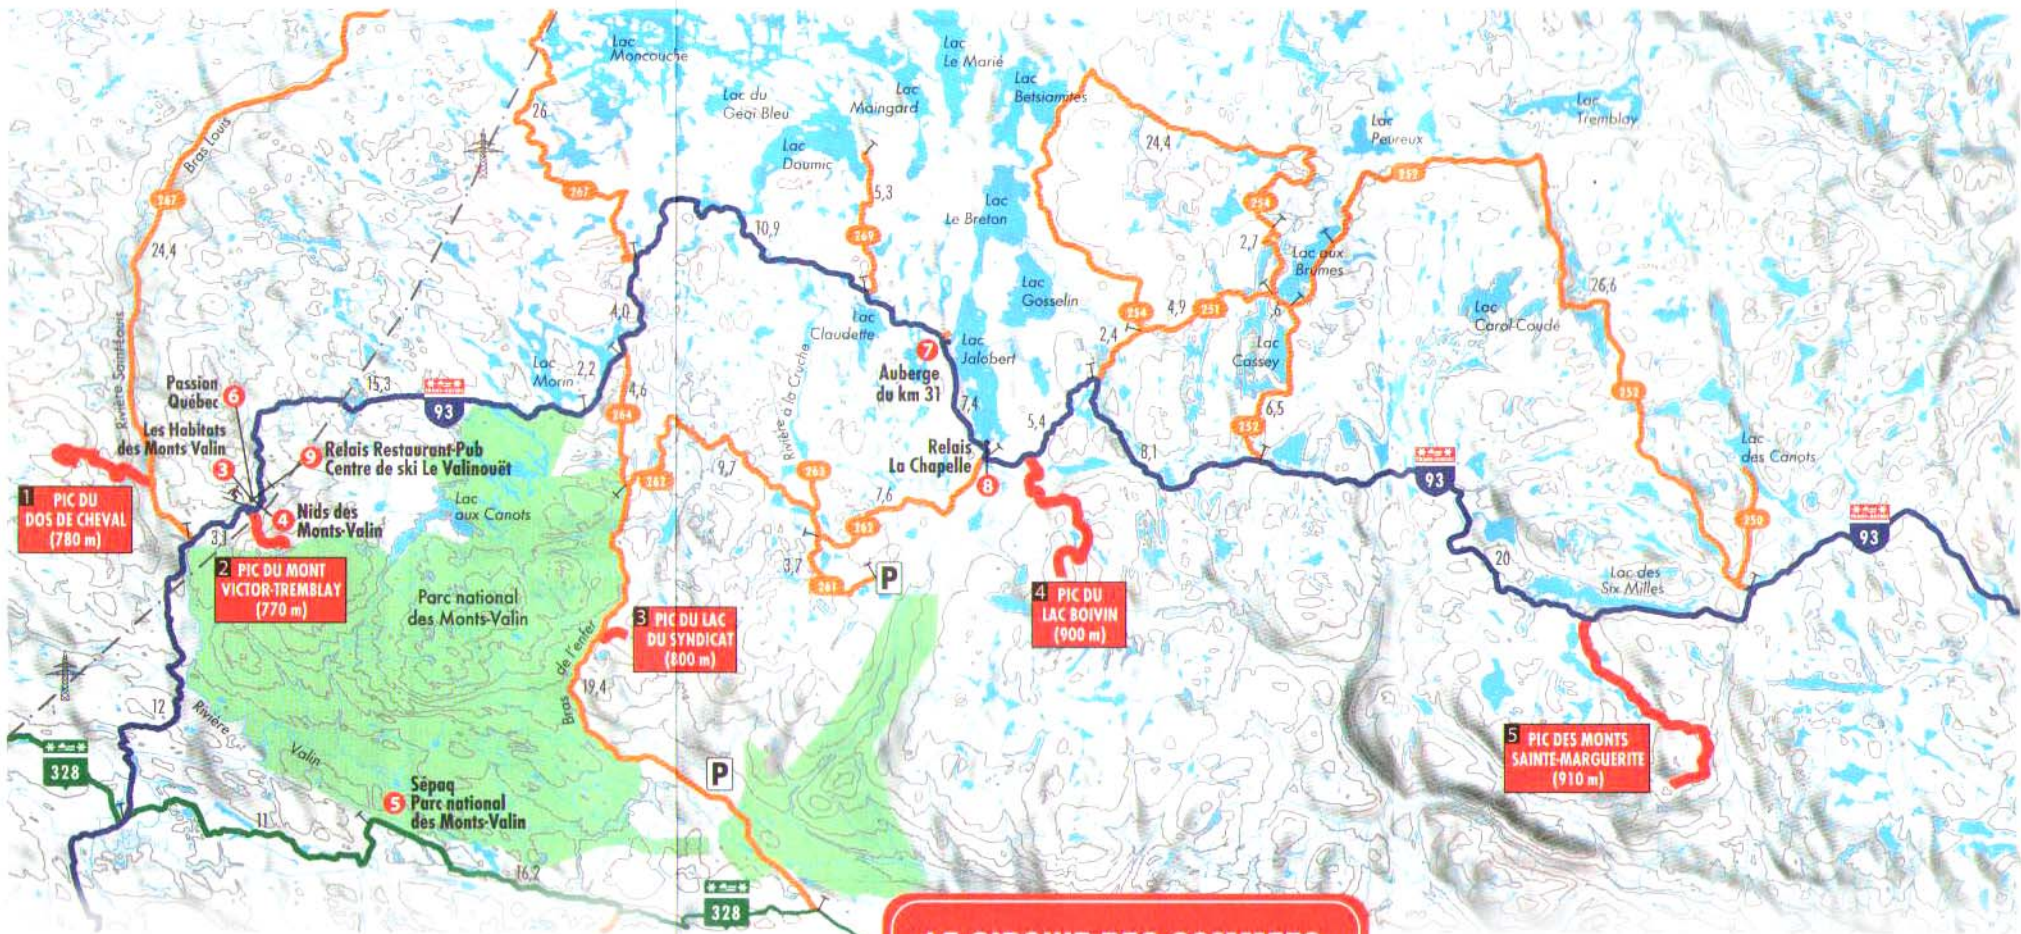 Lac
Moncouche
Lac
Le Marié
Lac
Betsiamites
Lac du
Geai Bleu
Lac
Maingard
Lac
Tremblay
Lac
Peureux
26
24,4
Bras Louis
Lac
Doumic
267
267
5,3
Lac
Le Breton
254
252
10,9
269
2,7
24,4
Lac aux
Brumes
Lac
Gosselin
26,6
Rivière Saint-Louis
4,0
Lac
Claudette
254
4,9
251
,6
Lac
Carol-Coudé
2,4
Lac
Jalobert
Lac
Cassey
7
Rivière à la Cruche
Passion
Québec
6
15,3
93
Lac
Morin
2,2
4,6
264
Auberge
du km 31
7,4
5,4
6,5
252
252
Les Habitats
des Monts Valin
3
9
Relais Restaurant-Pub
Centre de ski Le Valinouët
262
9,7
263
Relais
La Chapelle
8
8,1
93
Lac
des Canots
1 PIC DU
DOS DE CHEVAL
(780 m)
4
Nids des
Monts-Valin
Lac
aux Canots
7,6
262
250
93
3,1
2 PIC DU MONT
VICTOR-TREMBLAY
(770 m)
3,7
261
P
20
Lac des
Six Milles
Parc national
des Monts-Valin
4 PIC DU
LAC BOIVIN
(900 m)
3 PIC DU LAC
DU SYNDICAT
(800 m)
Bras de l'enfer
19,4
12
Rivière
Valin
328
P
5 PIC DES MONTS
SAINTE-MARGUERITE
(910 m)
5
Sépaq
Parc national
des Monts-Valin
11
16,2
328